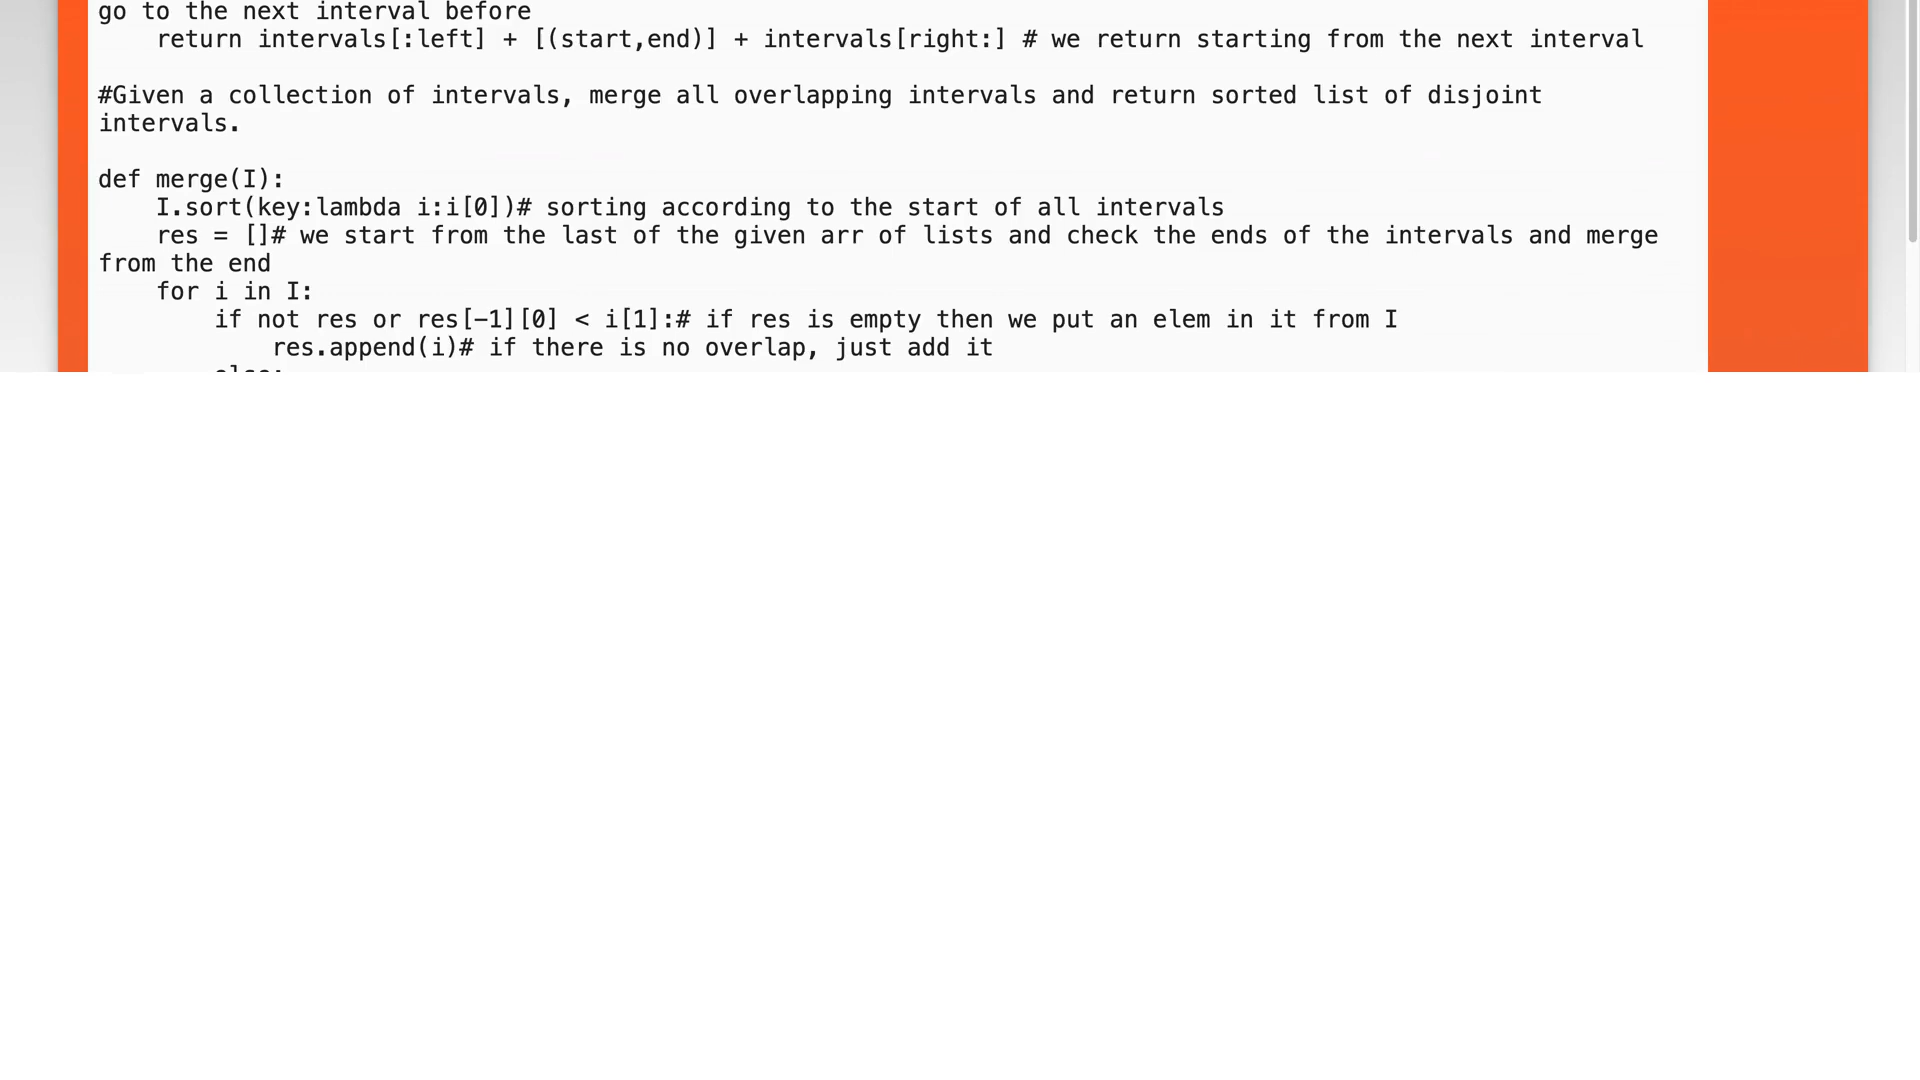 go to the next interval before
    return intervals[:left] + [(start,end)] + intervals[right:] # we return starting from the next interval

#Given a collection of intervals, merge all overlapping intervals and return sorted list of disjoint
intervals.

def merge(I):
    I.sort(key:lambda i:i[0])# sorting according to the start of all intervals
    res = []# we start from the last of the given arr of lists and check the ends of the intervals and merge
from the end
    for i in I:
        if not res or res[-1][0] < i[1]:# if res is empty then we put an elem in it from I
            res.append(i)# if there is no overlap, just add it
        else: